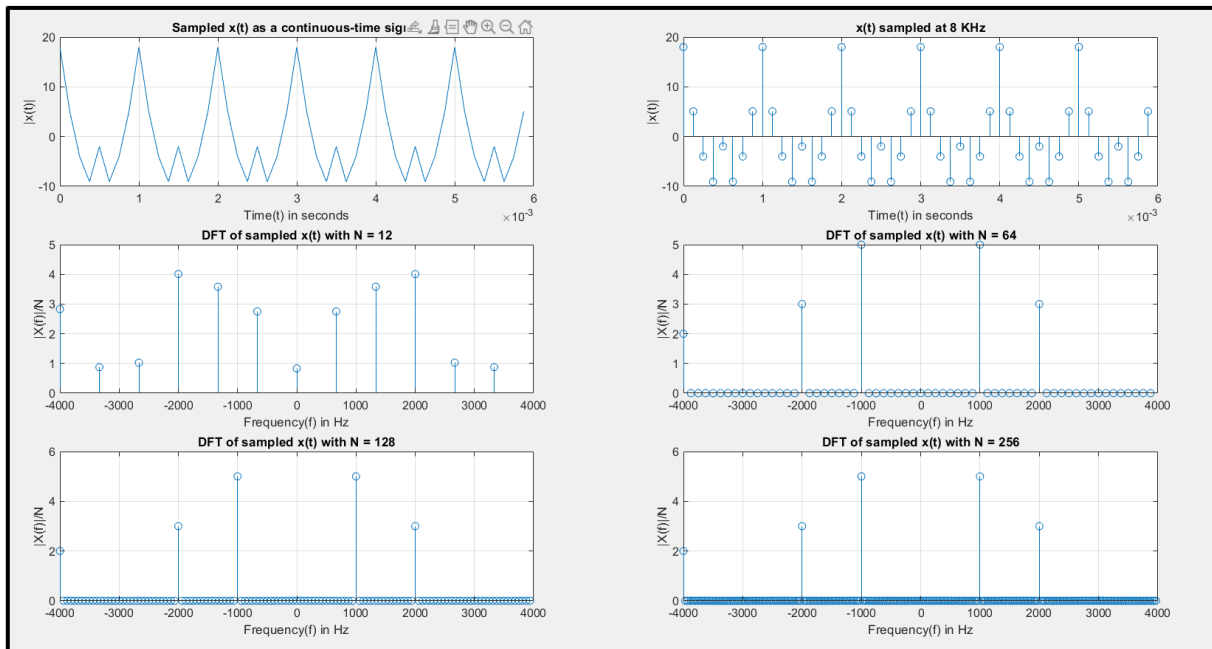 Sampled x(t) as a continuous-time sig
20
10
0
-10
|x(t)|
0 1 2 3 4 5 6
Time(t) in seconds
×10⁻³
x(t) sampled at 8 KHz
20
10
0
-10
|x(t)|
0 1 2 3 4 5 6
Time(t) in seconds
×10⁻³
DFT of sampled x(t) with N = 12
5
4
3
2
1
0
|X(f)|/N
-4000 -3000 -2000 -1000 0 1000 2000 3000 4000
Frequency(f) in Hz
DFT of sampled x(t) with N = 64
5
4
3
2
1
0
|X(f)|/N
-4000 -3000 -2000 -1000 0 1000 2000 3000 4000
Frequency(f) in Hz
DFT of sampled x(t) with N = 128
6
4
2
0
|X(f)|/N
-4000 -3000 -2000 -1000 0 1000 2000 3000 4000
Frequency(f) in Hz
DFT of sampled x(t) with N = 256
6
4
2
0
|X(f)|/N
-4000 -3000 -2000 -1000 0 1000 2000 3000 4000
Frequency(f) in Hz